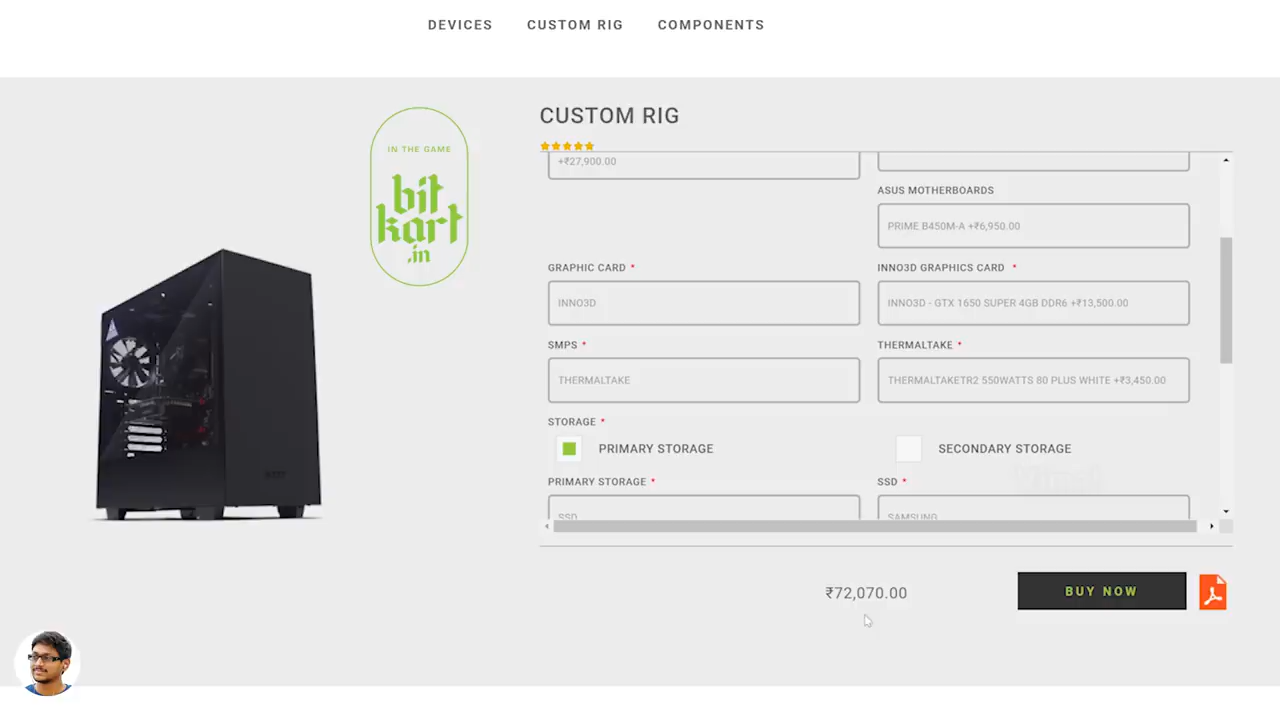 DEVICES CUSTOM RIG COMPONENTS
IN THE GAME
bit
kart
.in
CUSTOM RIG
+₹27,900.00
ASUS MOTHERBOARDS
PRIME B450M-A +₹6,950.00
GRAPHIC CARD * INNO3D GRAPHICS CARD *
INNO3D INNO3D - GTX 1650 SUPER 4GB DDR6 +₹13,500.00
SMPS * THERMALTAKE *
THERMALTAKE THERMALTAKETR2 550WATTS 80 PLUS WHITE +₹3,450.00
STORAGE *
PRIMARY STORAGE SECONDARY STORAGE
PRIMARY STORAGE * SSD *
SSD SAMSUNG
₹72,070.00 BUY NOW